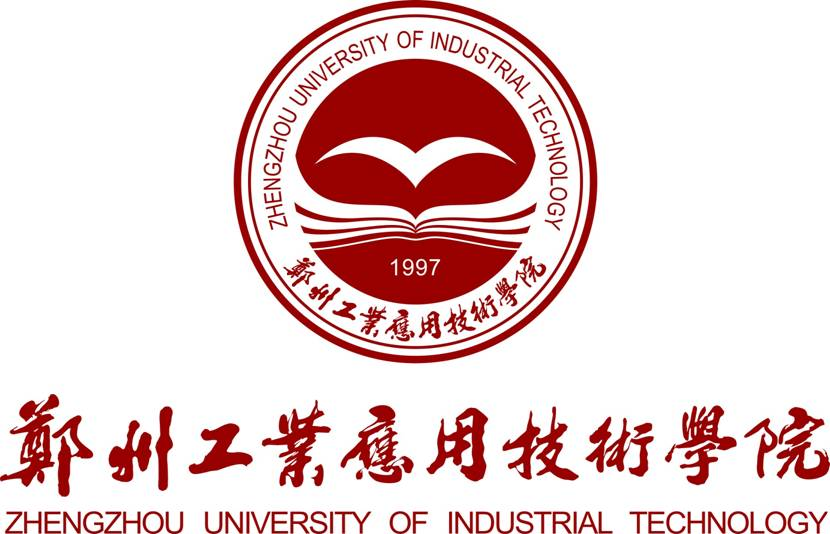 ZHENGZHOU UNIVERSITY OF INDUSTRIAL TECHNOLOGY
1997
鄭州工業應用技術學院
鄭州工業應用技術學院
ZHENGZHOU UNIVERSITY OF INDUSTRIAL TECHNOLOGY